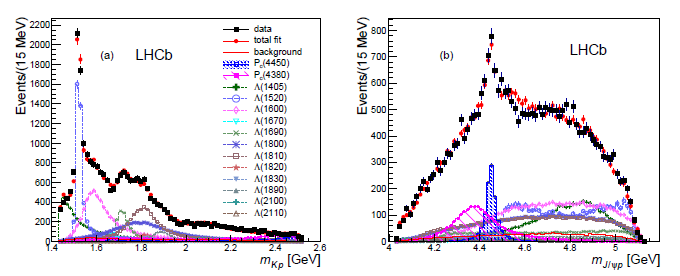 Events/(15 MeV)
2200
2000
1800
1600
1400
1200
1000
800
600
400
200
0
1.4
1.6
1.8
2
2.2
2.4
2.6
m_Kp [GeV]
(a)
LHCb
data
total fit
background
P_c(4450)
P_c(4380)
Λ(1405)
Λ(1520)
Λ(1600)
Λ(1670)
Λ(1690)
Λ(1800)
Λ(1810)
Λ(1820)
Λ(1830)
Λ(1890)
Λ(2100)
Λ(2110)
Events/(15 MeV)
800
700
600
500
400
300
200
100
0
4
4.2
4.4
4.6
4.8
5
m_J/ψp [GeV]
(b)
LHCb